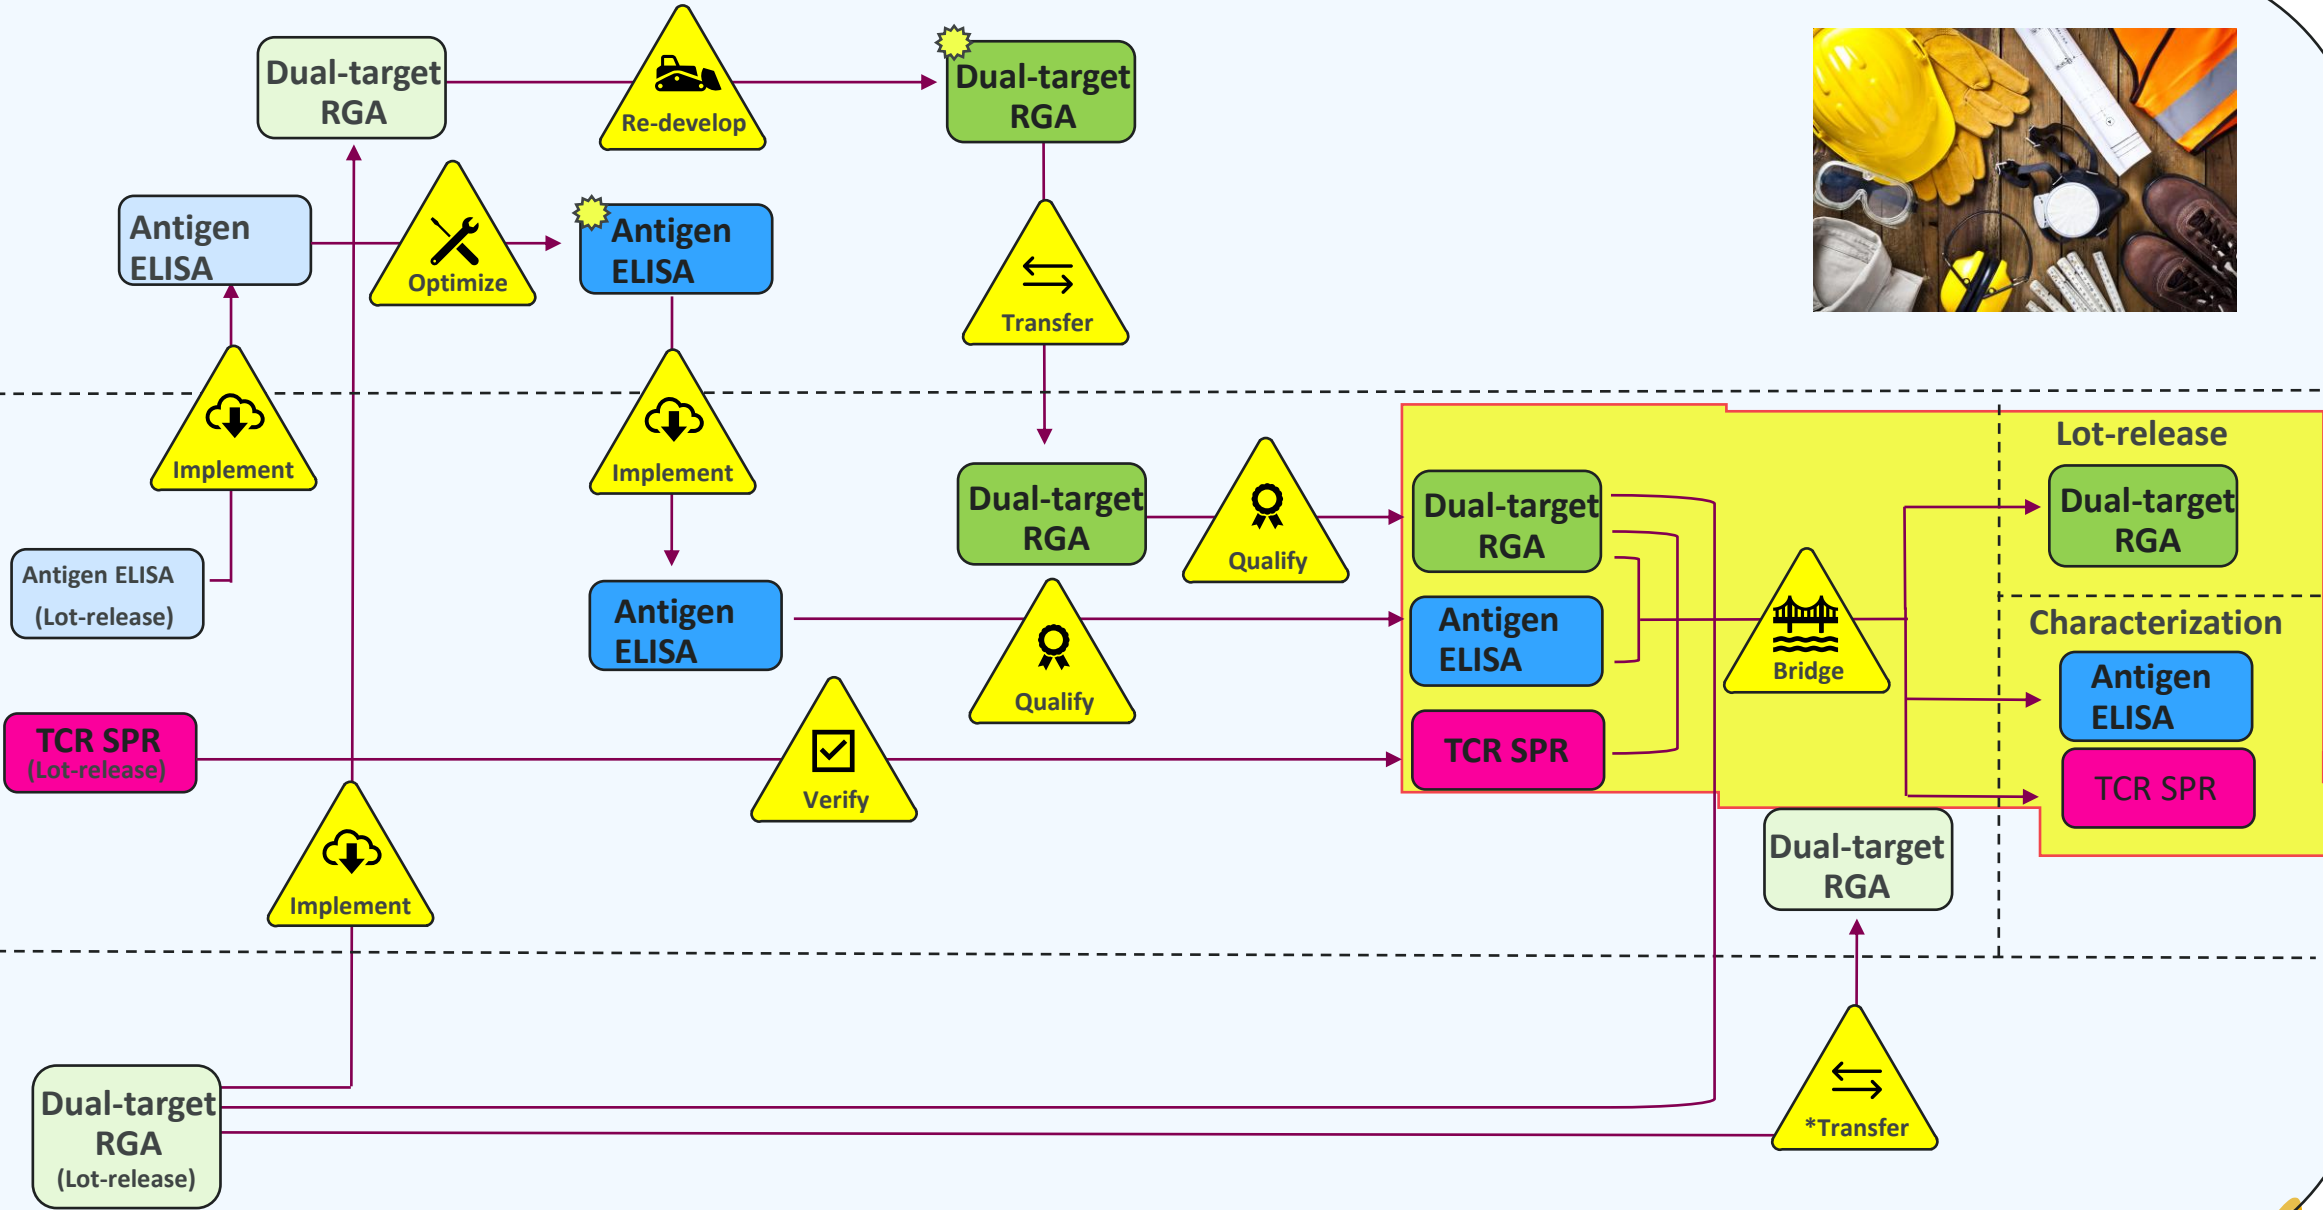 Dual-target
RGA
Re-develop
Dual-target
RGA
Antigen
ELISA
Optimize
Antigen
ELISA
Transfer
Implement
Implement
Antigen ELISA
(Lot-release)
Antigen
ELISA
Dual-target
RGA
Qualify
Qualify
TCR SPR
(Lot-release)
Verify
Dual-target
RGA
Antigen
ELISA
TCR SPR
Bridge
Lot-release
Dual-target
RGA
Characterization
Antigen
ELISA
TCR SPR
Implement
Dual-target
RGA
Dual-target
RGA
(Lot-release)
*Transfer